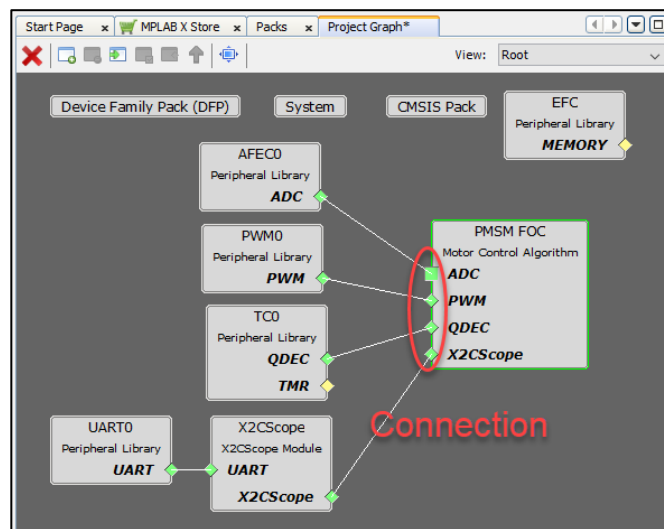 Start Page x MPLAB X Store x Packs x Project Graph* x
View: Root
Device Family Pack (DFP) System CMSIS Pack
EFC
Peripheral Library
MEMORY
AFEC0
Peripheral Library
ADC
PWM0
Peripheral Library
PWM
TC0
Peripheral Library
QDEC
TMR
PMSM FOC
Motor Control Algorithm
ADC
PWM
QDEC
X2CScope
UART0
Peripheral Library
UART
X2CScope
X2CScope Module
UART
X2CScope
Connection